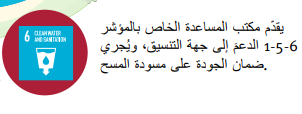 6 CLEAN WATER
AND SANITATION
يقدّم مكتب المساعدة الخاص بالمؤشر
6-5-1 الدعمَ إلى جهة التنسيق، ويُجري
ضمان الجودة على مسودة المسح.